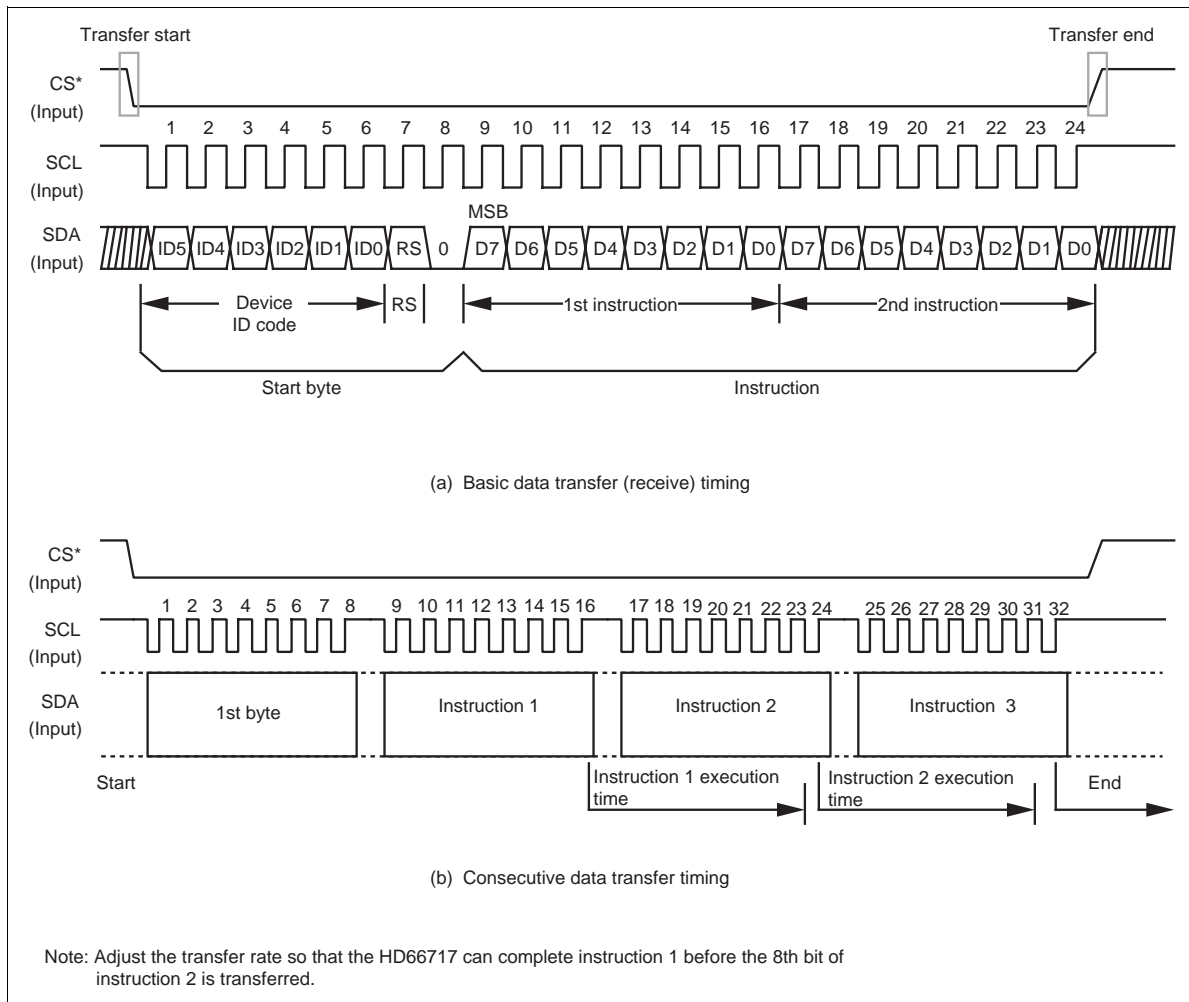 Transfer start
Transfer end
CS*
(Input)
1 2 3 4 5 6 7 8 9 10 11 12 13 14 15 16 17 18 19 20 21 22 23 24
SCL
(Input)
MSB
SDA
(Input)
ID5 ID4 ID3 ID2 ID1 ID0 RS 0 D7 D6 D5 D4 D3 D2 D1 D0 D7 D6 D5 D4 D3 D2 D1 D0
Device
ID code
RS
1st instruction
2nd instruction
Start byte
Instruction
(a) Basic data transfer (receive) timing
CS*
(Input)
1 2 3 4 5 6 7 8 9 10 11 12 13 14 15 16 17 18 19 20 21 22 23 24 25 26 27 28 29 30 31 32
SCL
(Input)
SDA
(Input)
1st byte
Instruction 1
Instruction 2
Instruction 3
Start
Instruction 1 execution
time
Instruction 2 execution
time
End
(b) Consecutive data transfer timing
Note: Adjust the transfer rate so that the HD66717 can complete instruction 1 before the 8th bit of
instruction 2 is transferred.